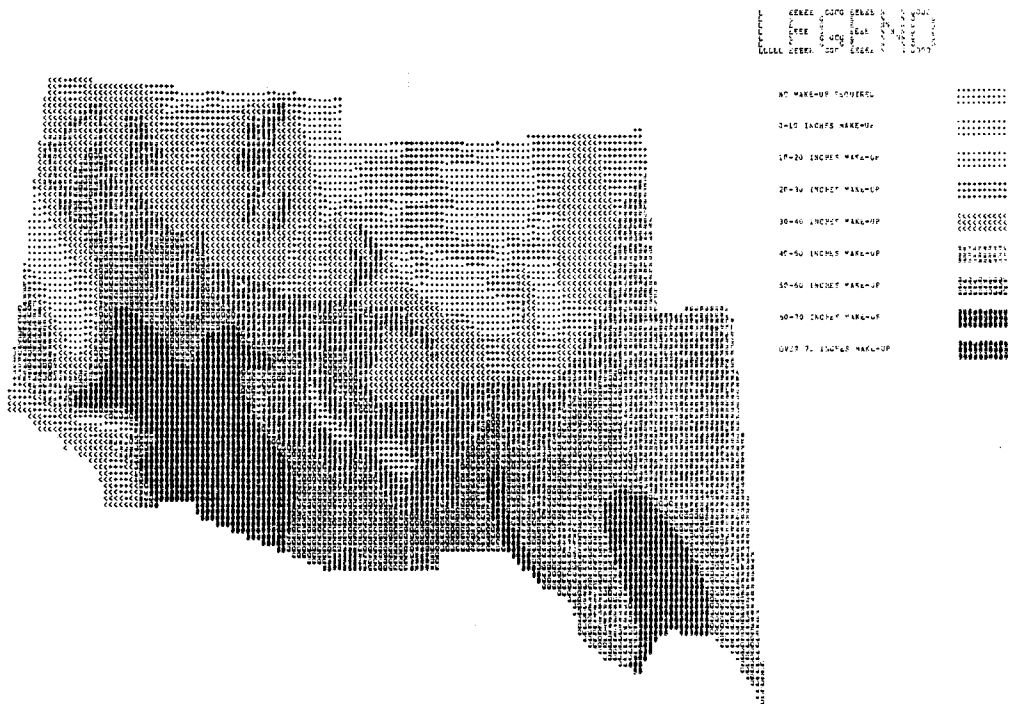 LEGEND
NO MAKE-UP REQUIRED
0-10 INCHES MAKE-UP
10-20 INCHES MAKE-UP
20-30 INCHES MAKE-UP
30-40 INCHES MAKE-UP
40-50 INCHES MAKE-UP
50-60 INCHES MAKE-UP
60-70 INCHES MAKE-UP
OVER 70 INCHES MAKE-UP